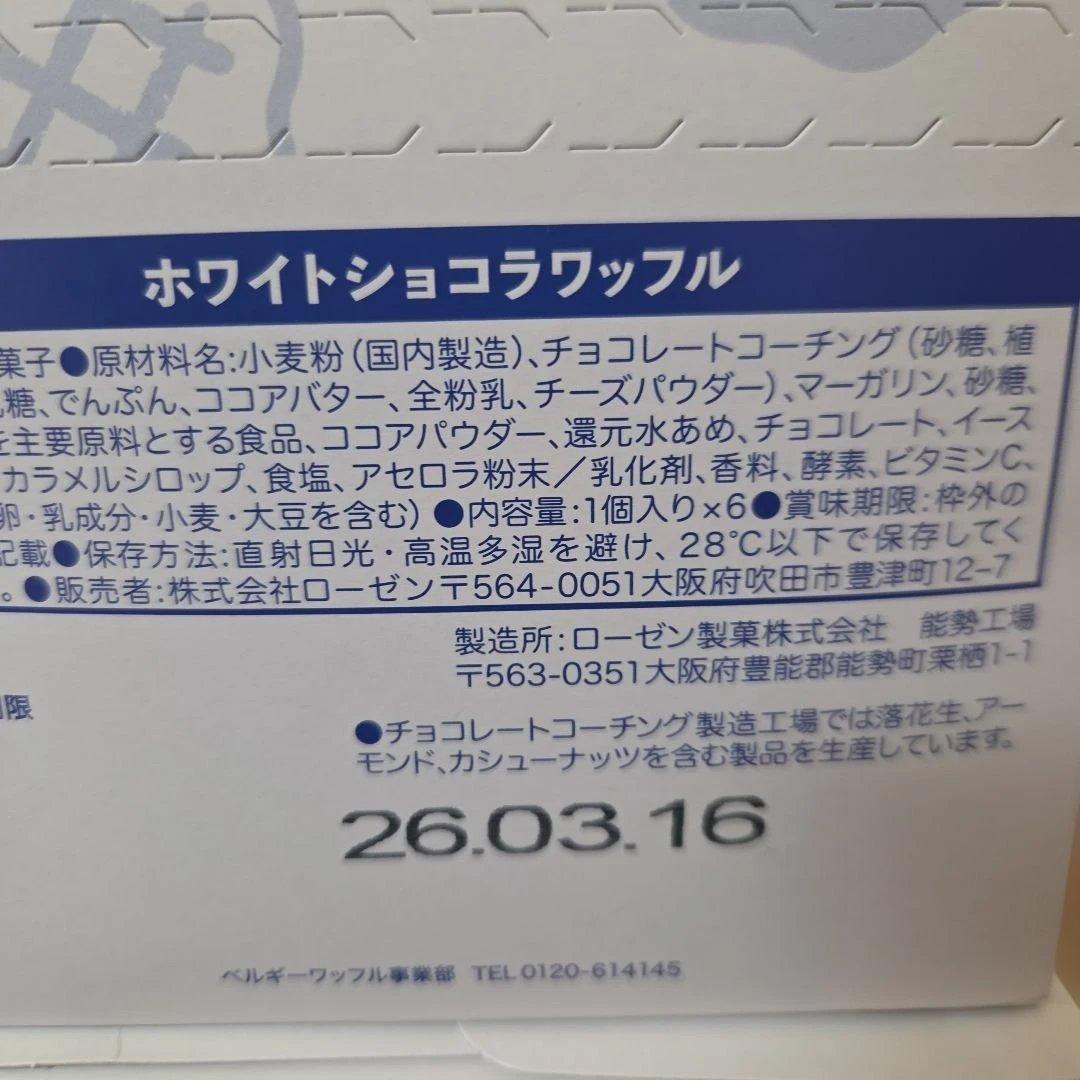 ホワイトショコラワッフル
菓子●原材料名:小麦粉(国内製造)、チョコレートコーチング(砂糖、植
糖、でんぷん、ココアバター、全粉乳、チーズパウダー)、マーガリン、砂糖、
を主要原料とする食品、ココアパウダー、還元水あめ、チョコレート、イース
カラメルシロップ、食塩、アセロラ粉末/乳化剤、香料、酵素、ビタミンC、
卵・乳成分・小麦・大豆を含む)●内容量:1個入り×6●賞味期限:枠外の
記載●保存方法:直射日光・高温多湿を避け、28℃以下で保存してく
。●販売者:株式会社ローゼン〒564-0051大阪府吹田市豊津町12-7
製造所:ローゼン製菓株式会社 能勢工場
〒563-0351大阪府豊能郡能勢町栗栖1-1
限
●チョコレートコーチング製造工場では落花生、アー
モンド、カシューナッツを含む製品を生産しています。
26.03.16
ベルギーワッフル事業部 TEL 0120-614145